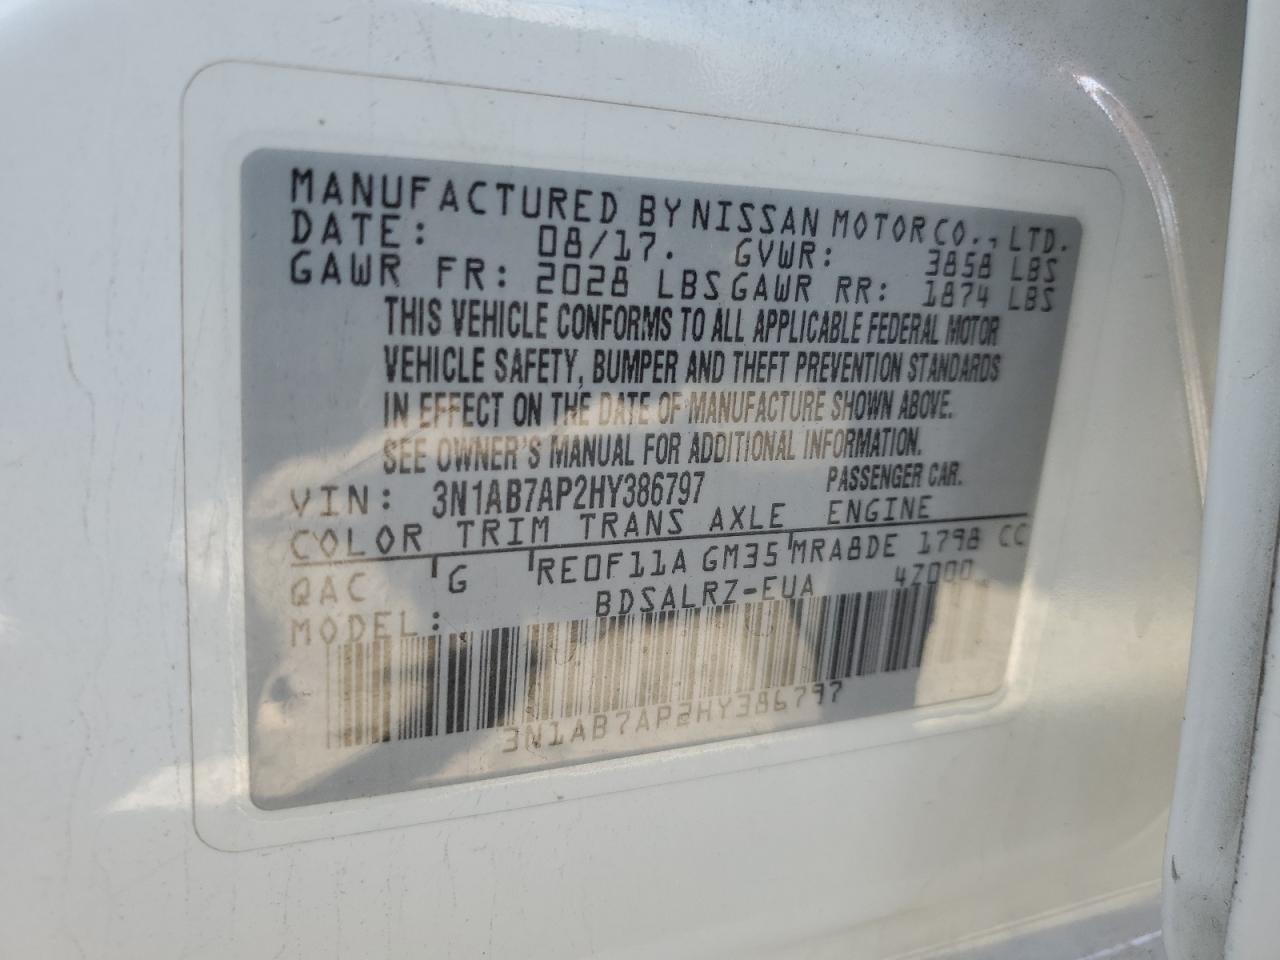 MANUFACTURED BY NISSAN MOTOR CO., LTD.
DATE: 08/17. GVWR: 3858 LBS
GAWR FR: 2028 LBS GAWR RR: 1874 LBS
THIS VEHICLE CONFORMS TO ALL APPLICABLE FEDERAL MOTOR
VEHICLE SAFETY, BUMPER AND THEFT PREVENTION STANDARDS
IN EFFECT ON THE DATE OF MANUFACTURE SHOWN ABOVE.
SEE OWNER'S MANUAL FOR ADDITIONAL INFORMATION.
VIN: 3N1AB7AP2HY386797 PASSENGER CAR.
COLOR TRIM TRANS AXLE ENGINE
QAC G RE0F11A GM35 MRA8DE 1798 CC
MODEL: BDSALRZ-EUA 4Z000
3N1AB7AP2HY386797